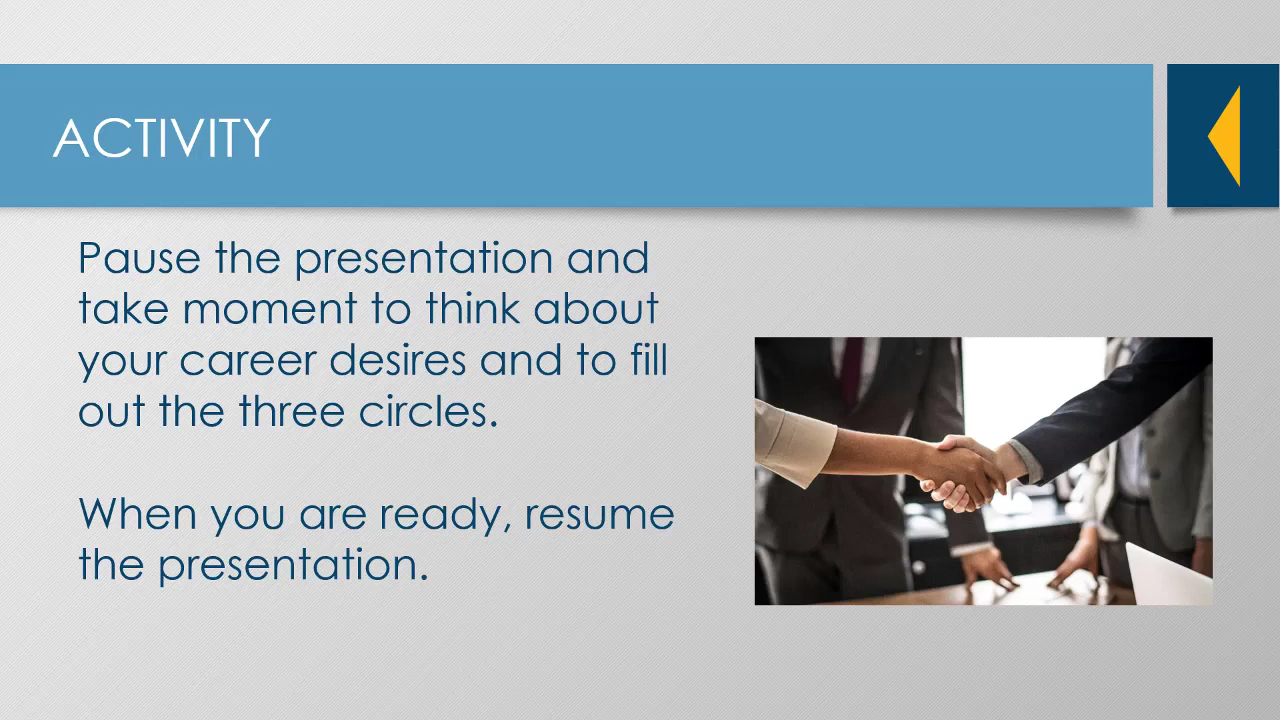 ACTIVITY
Pause the presentation and
take moment to think about
your career desires and to fill
out the three circles.
When you are ready, resume
the presentation.